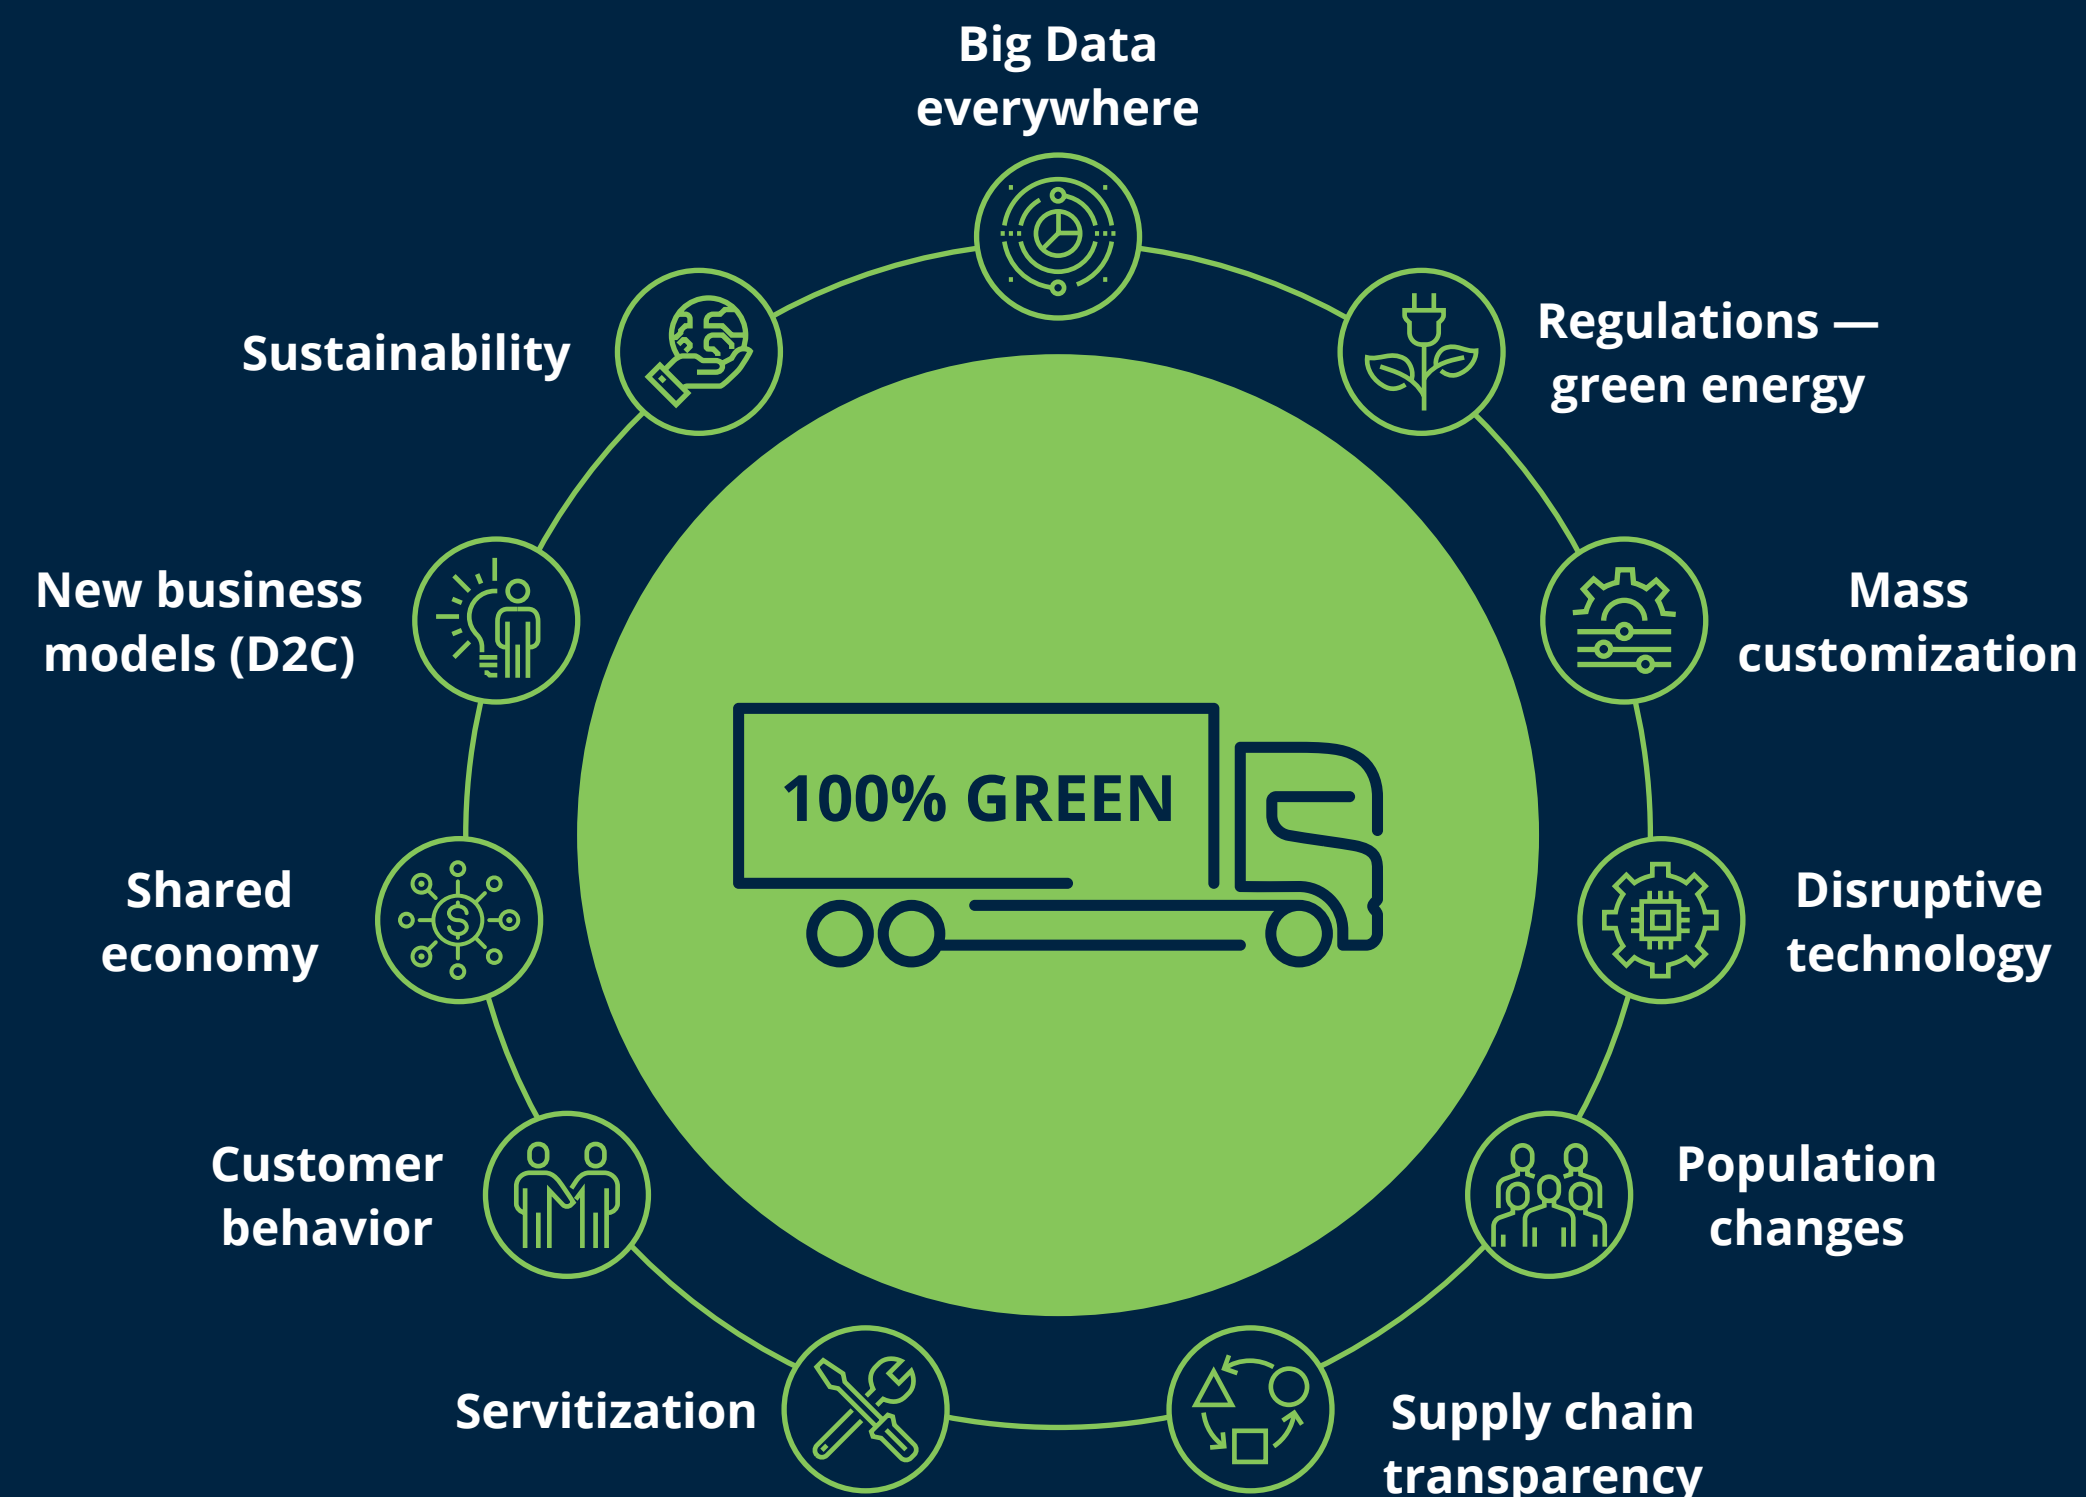 Big Data
everywhere
Regulations —
green energy
Mass
customization
Disruptive
technology
Population
changes
Supply chain
transparency
Servitization
Customer
behavior
Shared
economy
New business
models (D2C)
Sustainability
100% GREEN
$